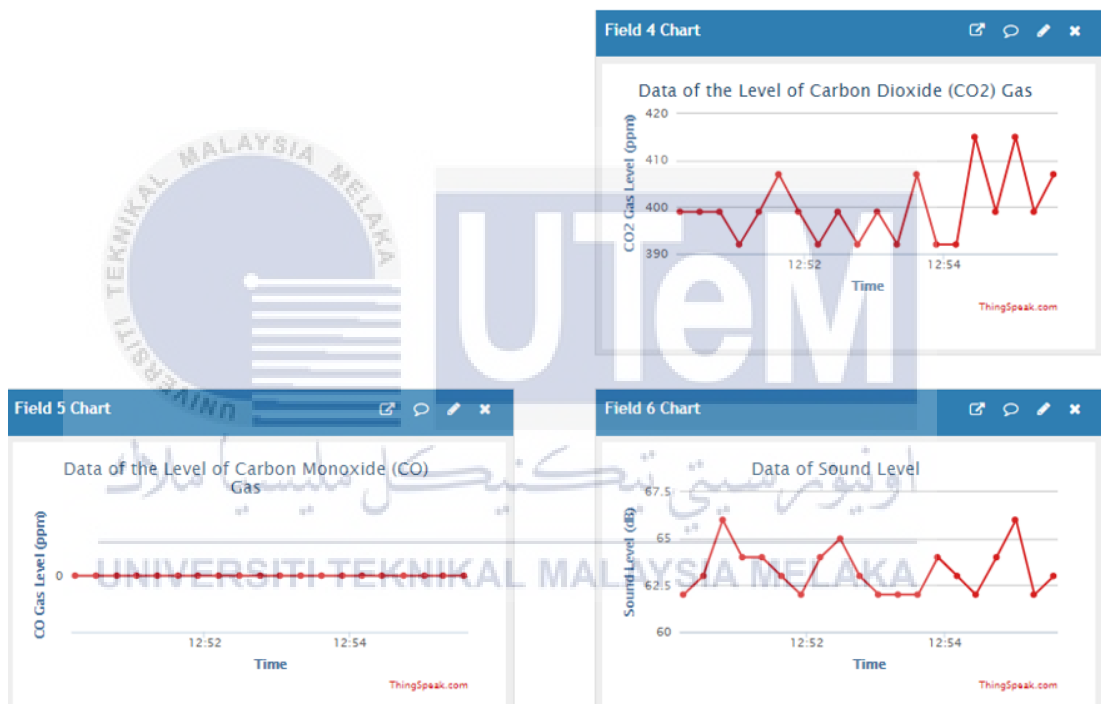 Field 4 Chart
Data of the Level of Carbon Dioxide (CO2) Gas
CO2 Gas Level (ppm)
420
410
400
390
12:52
12:54
Time
ThingSpeak.com
UNIVERSITI TEKNIKAL MALAYSIA MELAKA
UTeM
Field 5 Chart
Data of the Level of Carbon Monoxide (CO)
Gas
CO Gas Level (ppm)
0
12:52
12:54
Time
ThingSpeak.com
Field 6 Chart
Data of Sound Level
Sound Level (dB)
67.5
65
62.5
60
12:52
12:54
Time
ThingSpeak.com
اونيۏرسيتي تيكنيكل مليسيا ملاك
UNIVERSITI TEKNIKAL MALAYSIA MELAKA